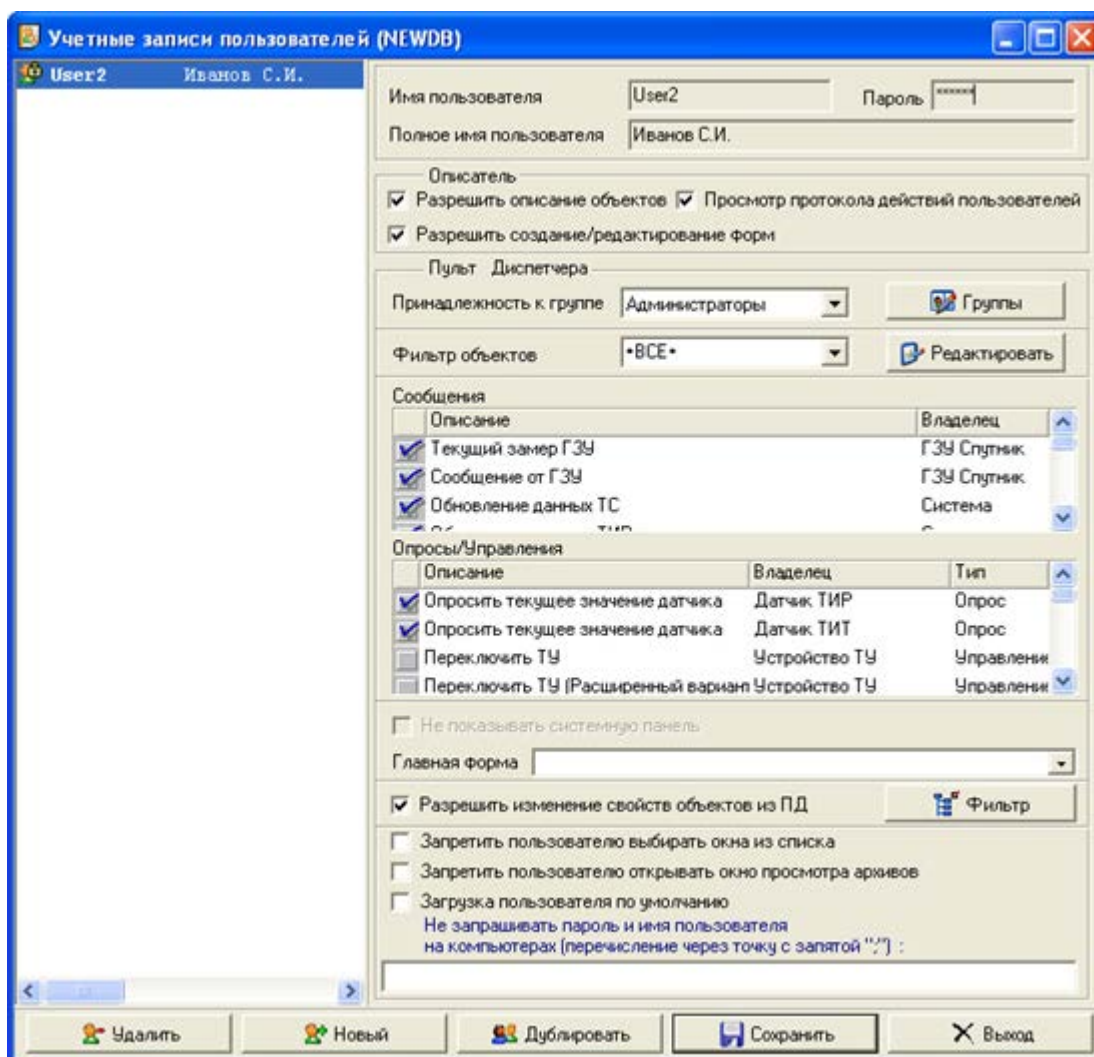 Учетные записи пользователей (NEWDB)
User2 Иванов С.И.
Имя пользователя User2 Пароль ******
Полное имя пользователя Иванов С.И.
Описатель
Разрешить описание объектов Просмотр протокола действий пользователей
Разрешить создание/редактирование форм
Пульт Диспетчера
Принадлежность к группе Администраторы Группы
Фильтр объектов •ВСЕ• Редактировать
Сообщения
Описание Владелец
Текущий замер ГЗУ ГЗУ Спутник
Сообщение от ГЗУ ГЗУ Спутник
Обновление данных ТС Система
Опросы/Управления
Описание Владелец Тип
Опросить текущее значение датчика Датчик ТИР Опрос
Опросить текущее значение датчика Датчик ТИТ Опрос
Переключить ТУ Устройство ТУ Управление
Переключить ТУ (Расширенный вариант Устройство ТУ Управление
Не показывать системную панель
Главная форма
Разрешить изменение свойств объектов из ПД Фильтр
Запретить пользователю выбирать окна из списка
Запретить пользователю открывать окно просмотра архивов
Загрузка пользователя по умолчанию
Не запрашивать пароль и имя пользователя
на компьютерах (перечисление через точку с запятой ";") :
Удалить Новый Дублировать Сохранить Выход